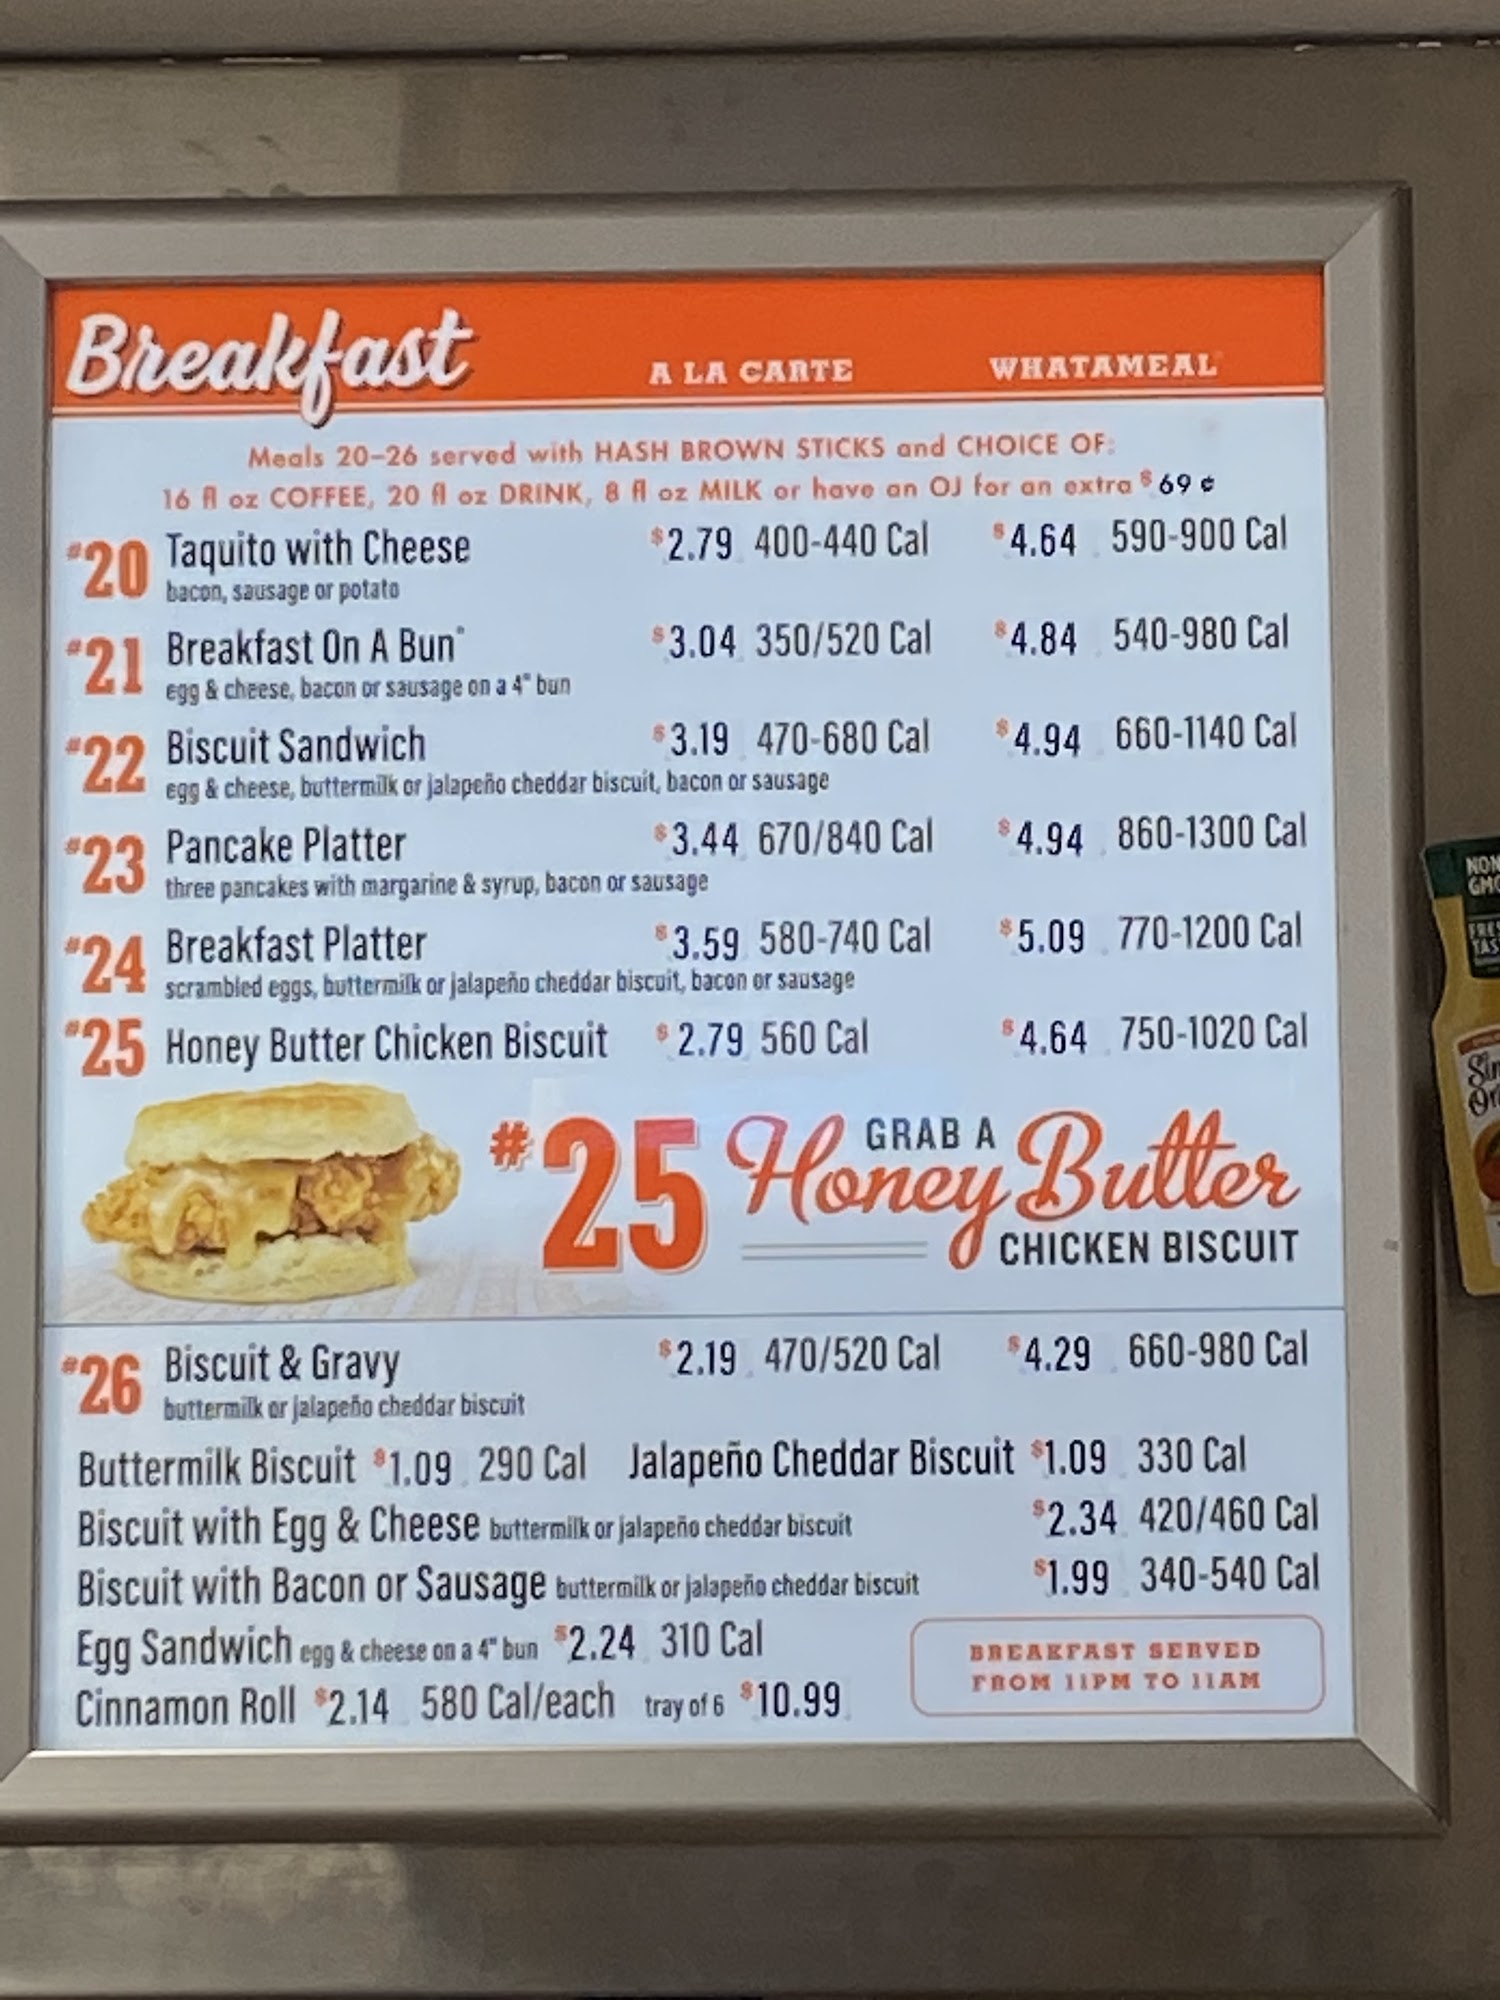 Breakfast A LA CARTE WHATAMEAL
Meals 20-26 served with HASH BROWN STICKS and CHOICE OF:
16 fl oz COFFEE, 20 fl oz DRINK, 8 fl oz MILK or have an OJ for an extra $69¢
#20 Taquito with Cheese $2.79 400-440 Cal $4.64 590-900 Cal
bacon, sausage or potato
#21 Breakfast On A Bun® $3.04 350/520 Cal $4.84 540-980 Cal
egg & cheese, bacon or sausage on a 4" bun
#22 Biscuit Sandwich $3.19 470-680 Cal $4.94 660-1140 Cal
egg & cheese, buttermilk or jalapeño cheddar biscuit, bacon or sausage
#23 Pancake Platter $3.44 670/840 Cal $4.94 860-1300 Cal
three pancakes with margarine & syrup, bacon or sausage
#24 Breakfast Platter $3.59 580-740 Cal $5.09 770-1200 Cal
scrambled eggs, buttermilk or jalapeño cheddar biscuit, bacon or sausage
#25 Honey Butter Chicken Biscuit $2.79 560 Cal $4.64 750-1020 Cal
#25 GRAB A
Honey Butter
CHICKEN BISCUIT
#26 Biscuit & Gravy $2.19 470/520 Cal $4.29 660-980 Cal
buttermilk or jalapeño cheddar biscuit
Buttermilk Biscuit $1.09 290 Cal Jalapeño Cheddar Biscuit $1.09 330 Cal
Biscuit with Egg & Cheese buttermilk or jalapeño cheddar biscuit $2.34 420/460 Cal
Biscuit with Bacon or Sausage buttermilk or jalapeño cheddar biscuit $1.99 340-540 Cal
Egg Sandwich egg & cheese on a 4" bun $2.24 310 Cal
Cinnamon Roll $2.14 580 Cal/each tray of 6 $10.99
BREAKFAST SERVED
FROM 11PM TO 11AM
NON